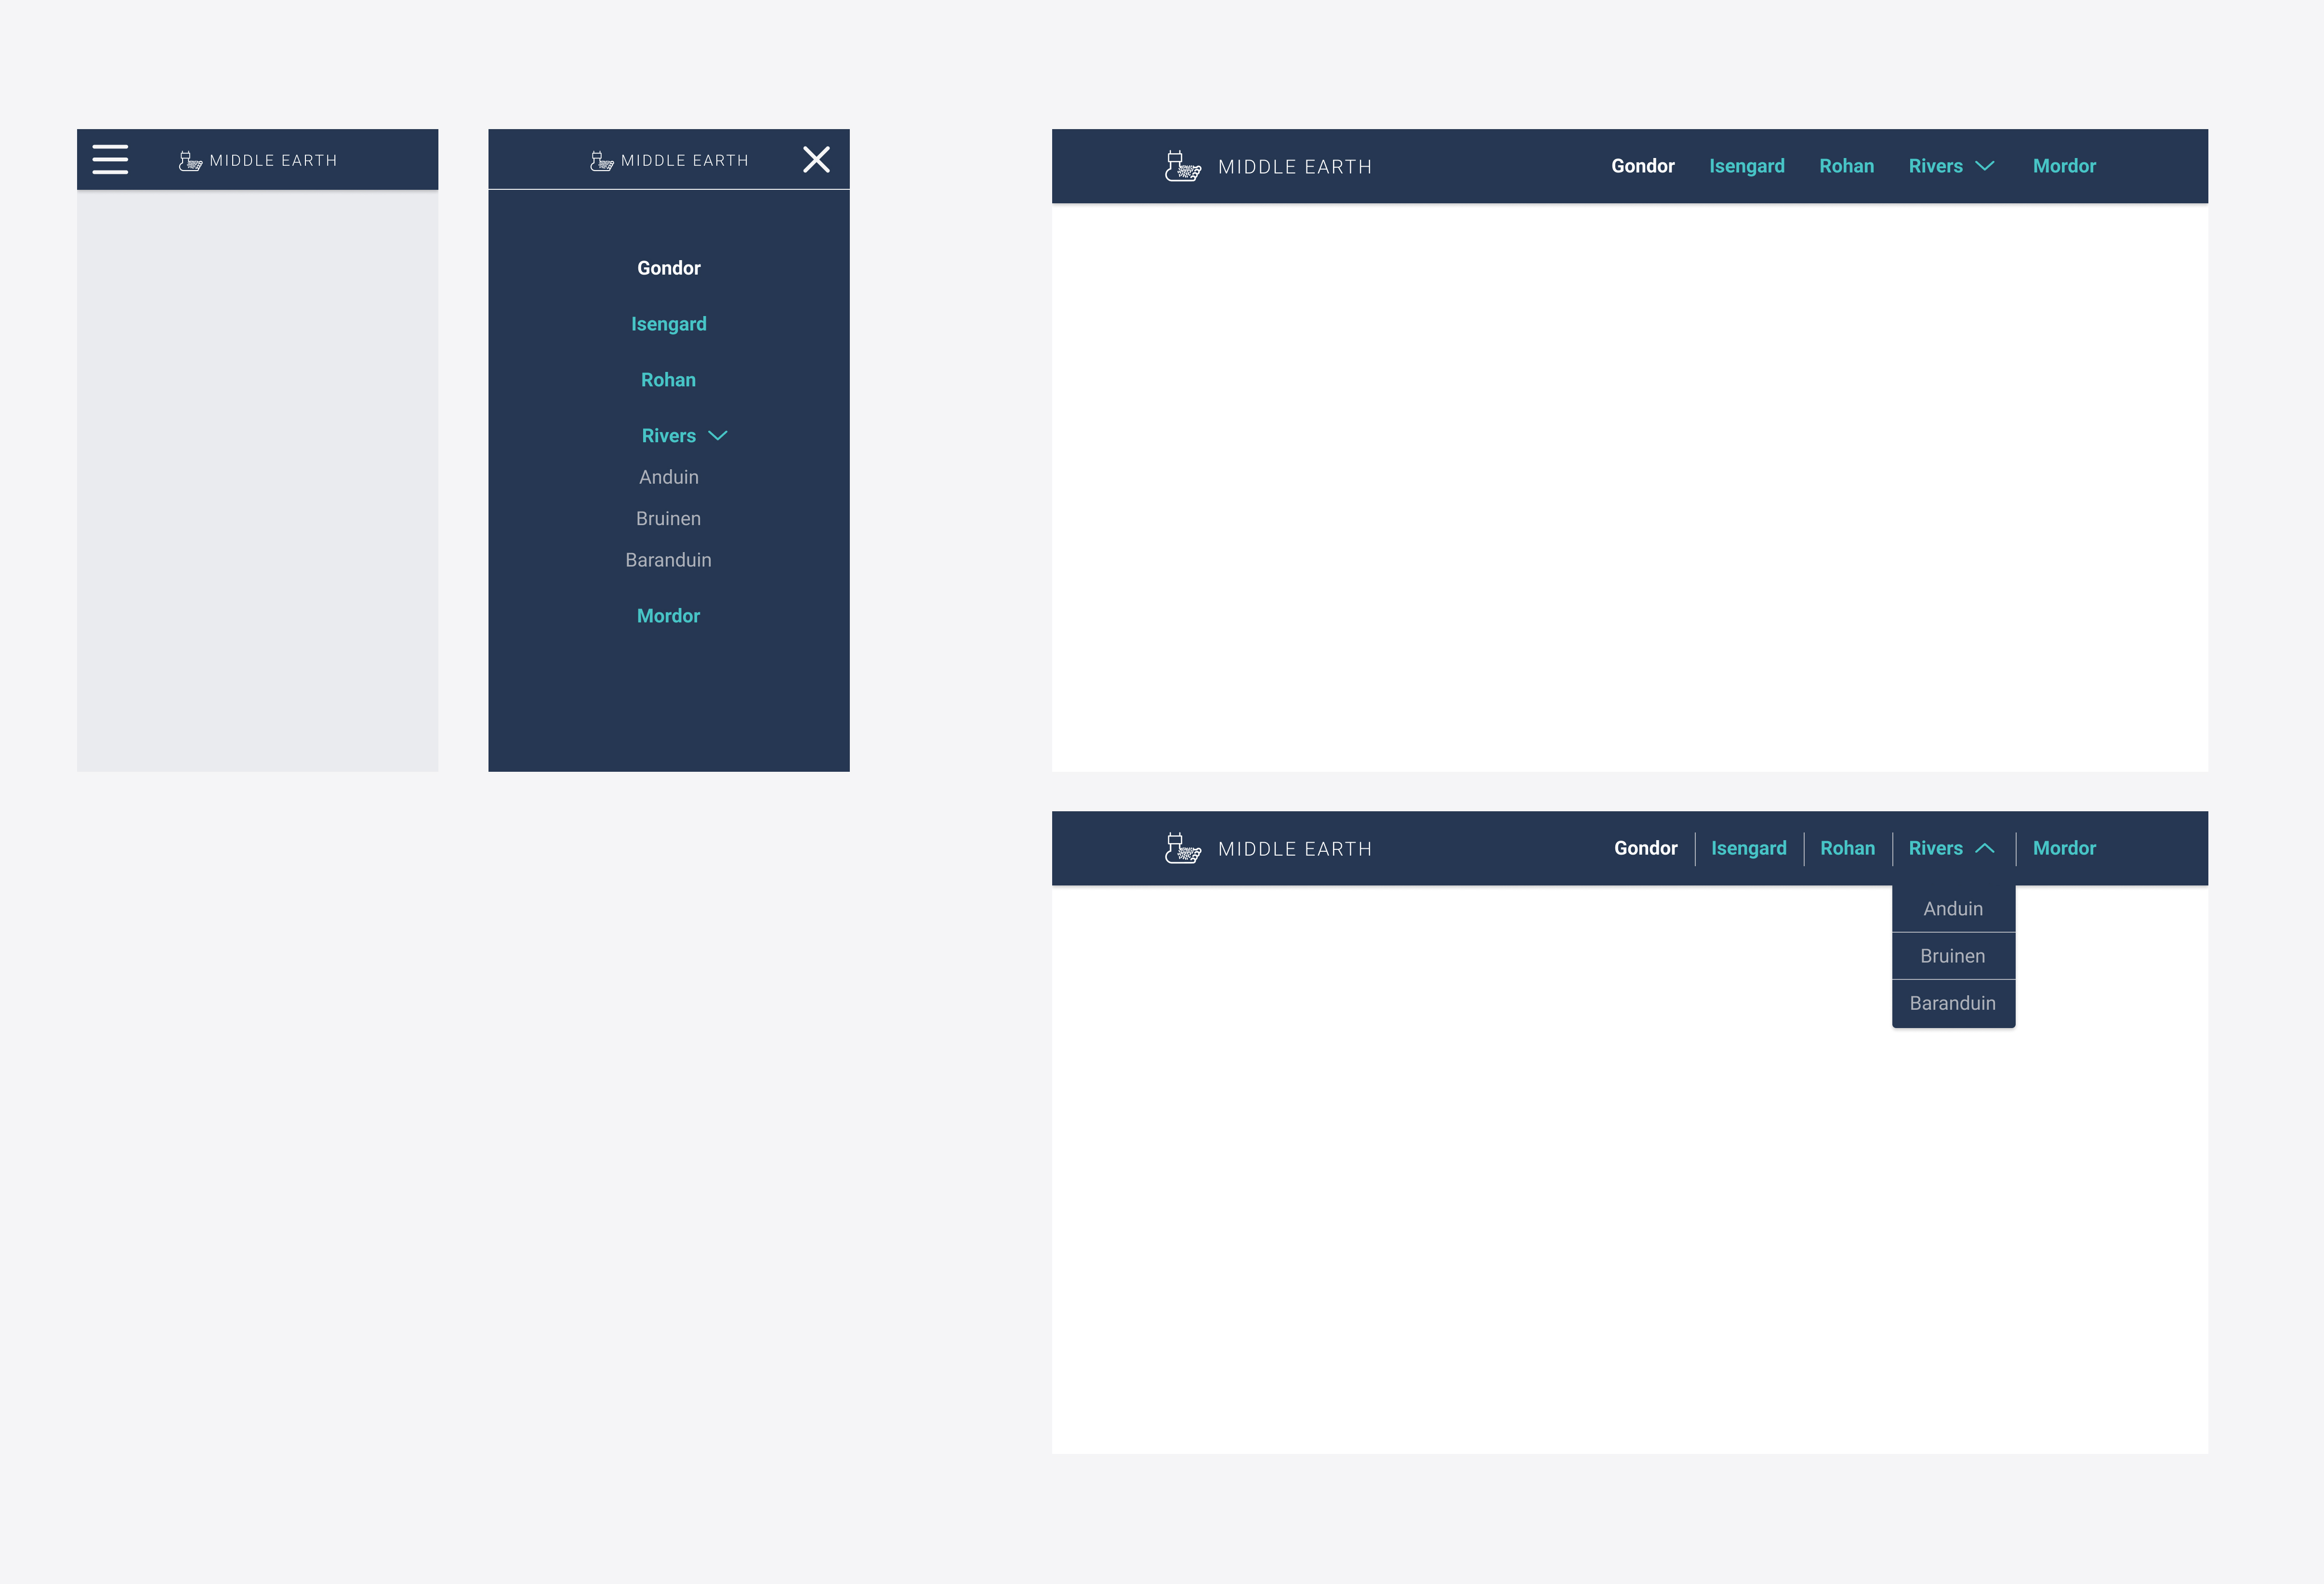 MIDDLE EARTH
MIDDLE EARTH
Gondor
Isengard
Rohan
Rivers
Anduin
Bruinen
Baranduin
Mordor
MIDDLE EARTH Gondor Isengard Rohan Rivers Mordor
MIDDLE EARTH Gondor Isengard Rohan Rivers Mordor
Anduin
Bruinen
Baranduin